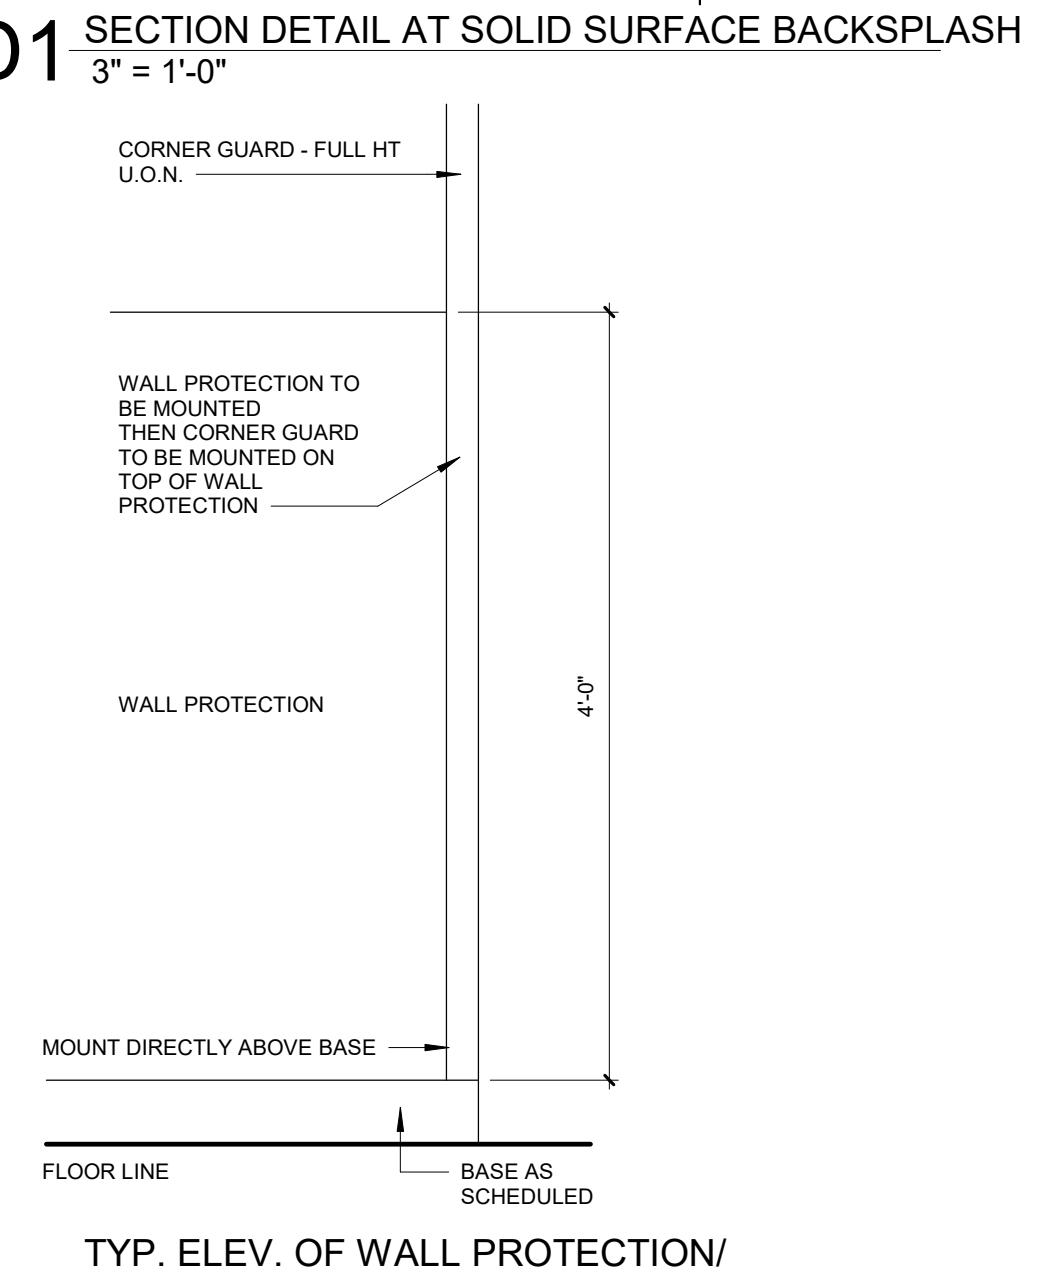 01 SECTION DETAIL AT SOLID SURFACE BACKSPLASH
3" = 1'-0"
CORNER GUARD - FULL HT
U.O.N.
WALL PROTECTION TO
BE MOUNTED
THEN CORNER GUARD
TO BE MOUNTED ON
TOP OF WALL
PROTECTION
WALL PROTECTION
4'-0"
MOUNT DIRECTLY ABOVE BASE
FLOOR LINE
BASE AS
SCHEDULED
TYP. ELEV. OF WALL PROTECTION/